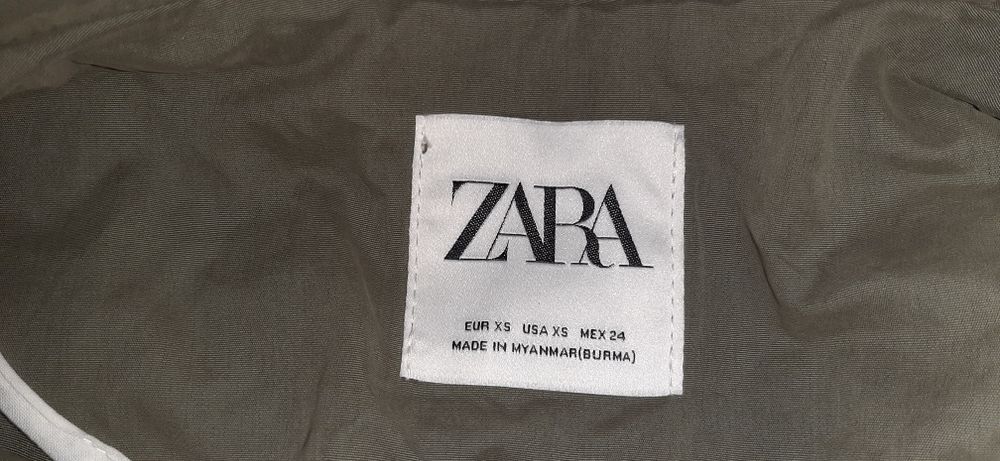 ZARA
EUR XS USA XS MEX 24
MADE IN MYANMAR(BURMA)